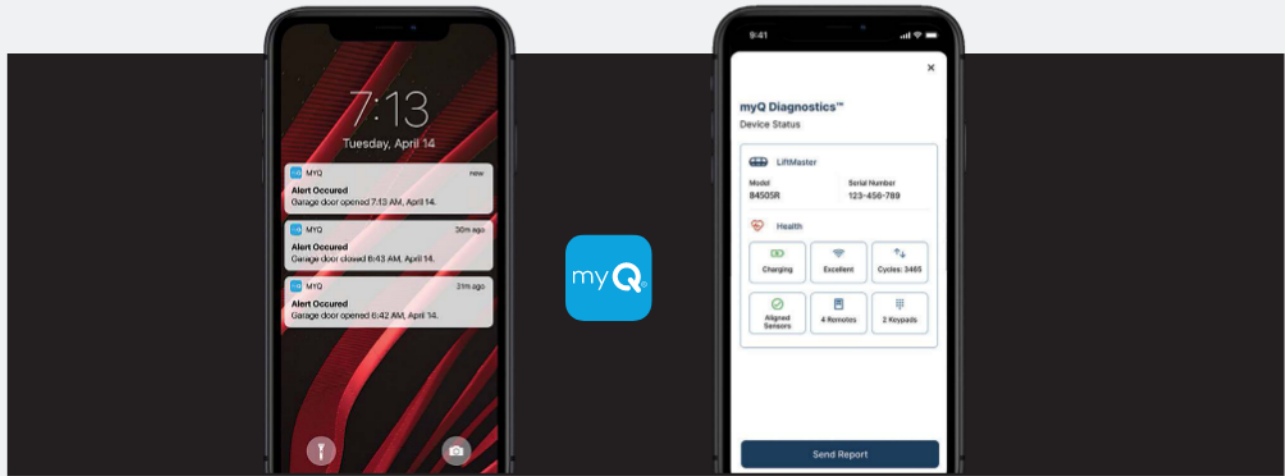 7:13
Tuesday, April 14
MYQ
now
Alert Occured
Garage door opened 7:13 AM, April 14.
MYQ
30m ago
Alert Occured
Garage door closed 6:43 AM, April 14.
MYQ
31m ago
Alert Occured
Garage door opened 6:42 AM, April 14.
myQ
9:41
myQ Diagnostics™
Device Status
LiftMaster
Model
Serial Number
84505R
123-456-789
Health
Charging
Excellent
Cycles: 3465
Aligned
Sensors
4 Remotes
2 Keypads
Send Report